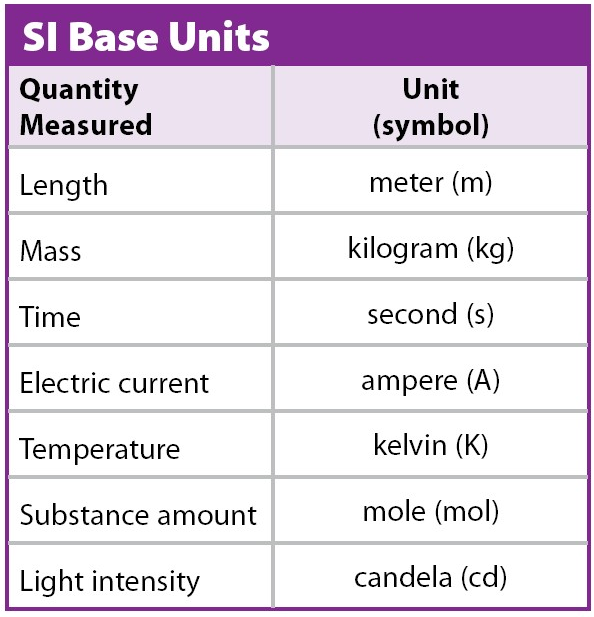 SI Base Units
Quantity Measured
Unit (symbol)
Length
meter (m)
Mass
kilogram (kg)
Time
second (s)
Electric current
ampere (A)
Temperature
kelvin (K)
Substance amount
mole (mol)
Light intensity
candela (cd)